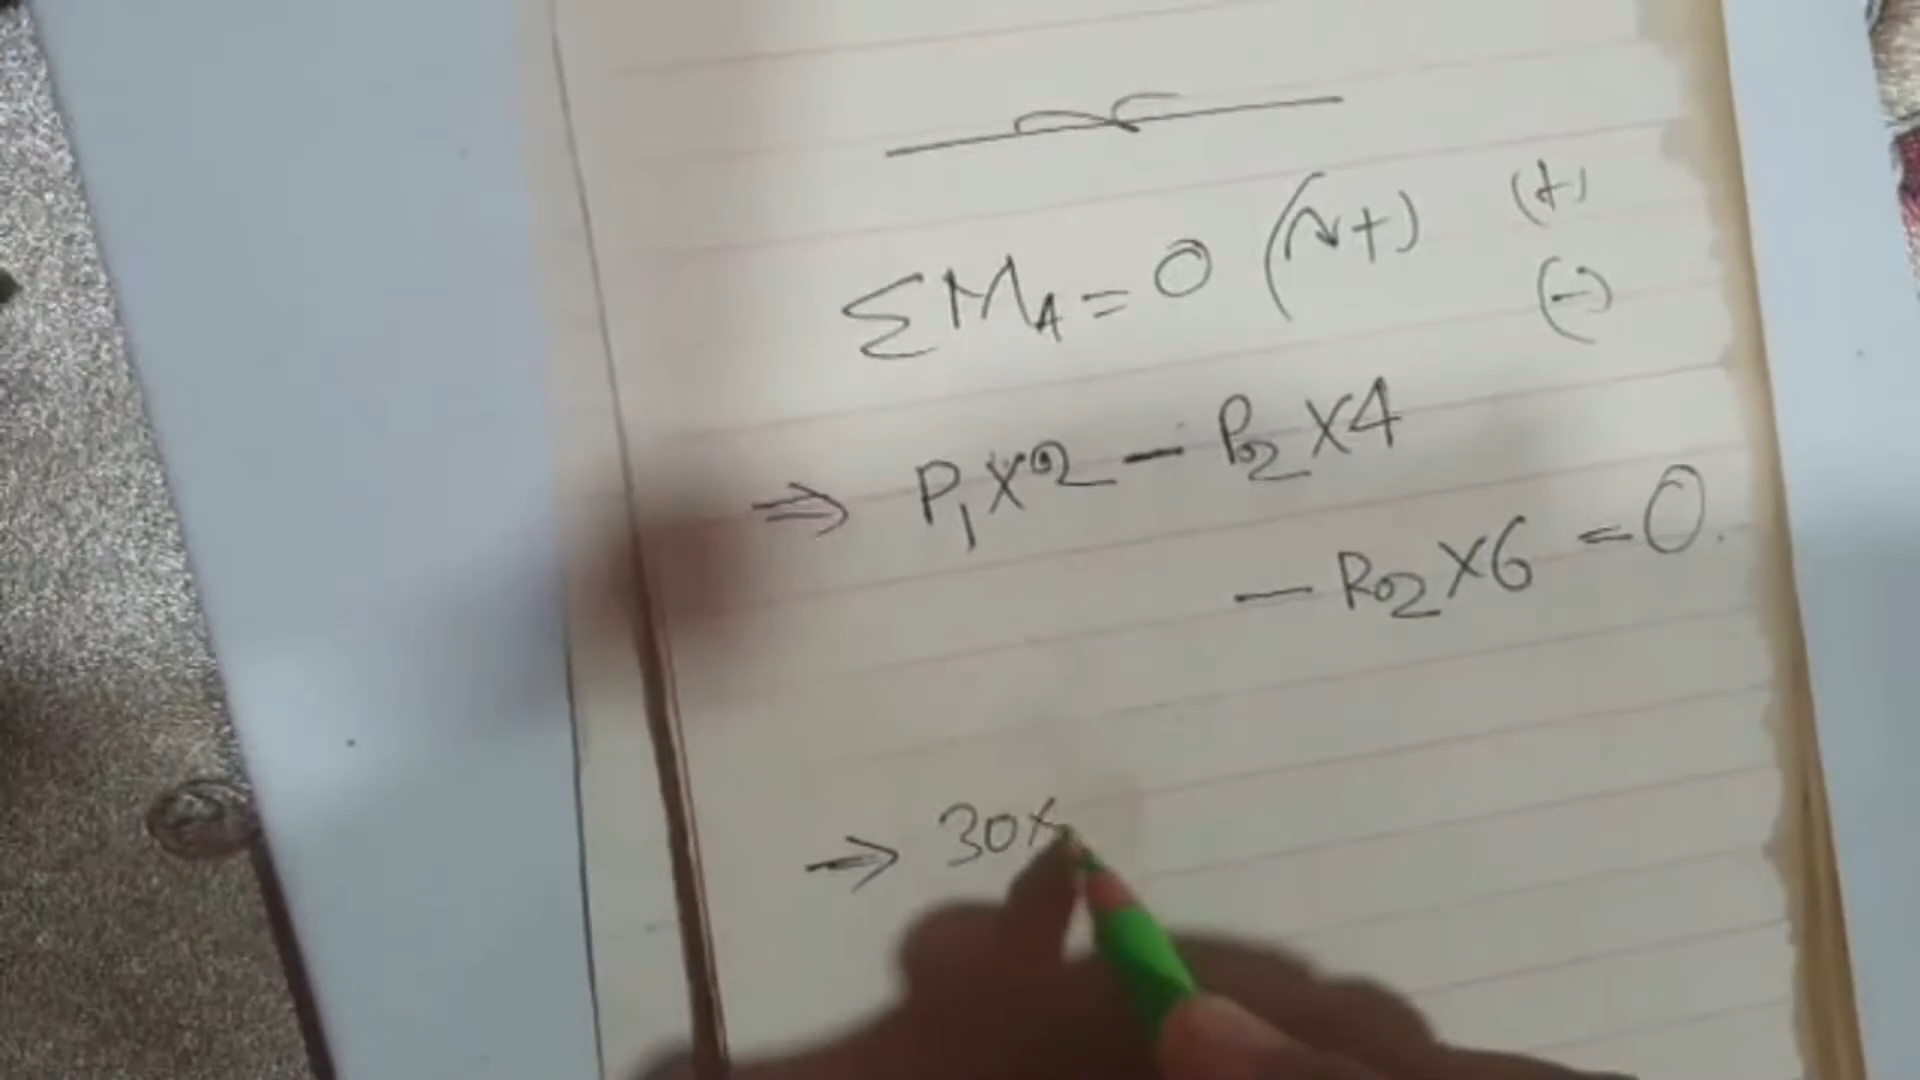 ΣM_A = 0 (↷+) (+)
(-)
⇒ P₁×2 - P₂×4
- R₂×6 = 0.
→ 30×